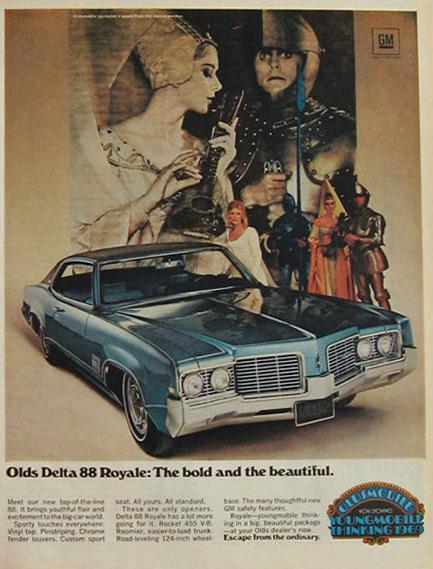 GM
Olds Delta 88 Royale: The bold and the beautiful.
Meet our new top-of-the-line
88. It brings youthful flair and
excitement to the big-car world.
Sporty touches everywhere:
Vinyl top. Pinstriping. Chrome
fender louvers. Custom sport
seat. All yours. All standard.
These are only openers.
Delta 88 Royale has a lot more
going for it. Rocket 455 V-8.
Roomier, easier-to-load trunk.
Road-leveling 124-inch wheel-
base. The many thoughtful new
GM safety features.
Royale—youngmobile think-
ing in a big, beautiful package
—at your Olds dealer's now.
Escape from the ordinary.
OLDSMOBILE
NOW SHOWING
YOUNGMOBILE
THINKING 1969